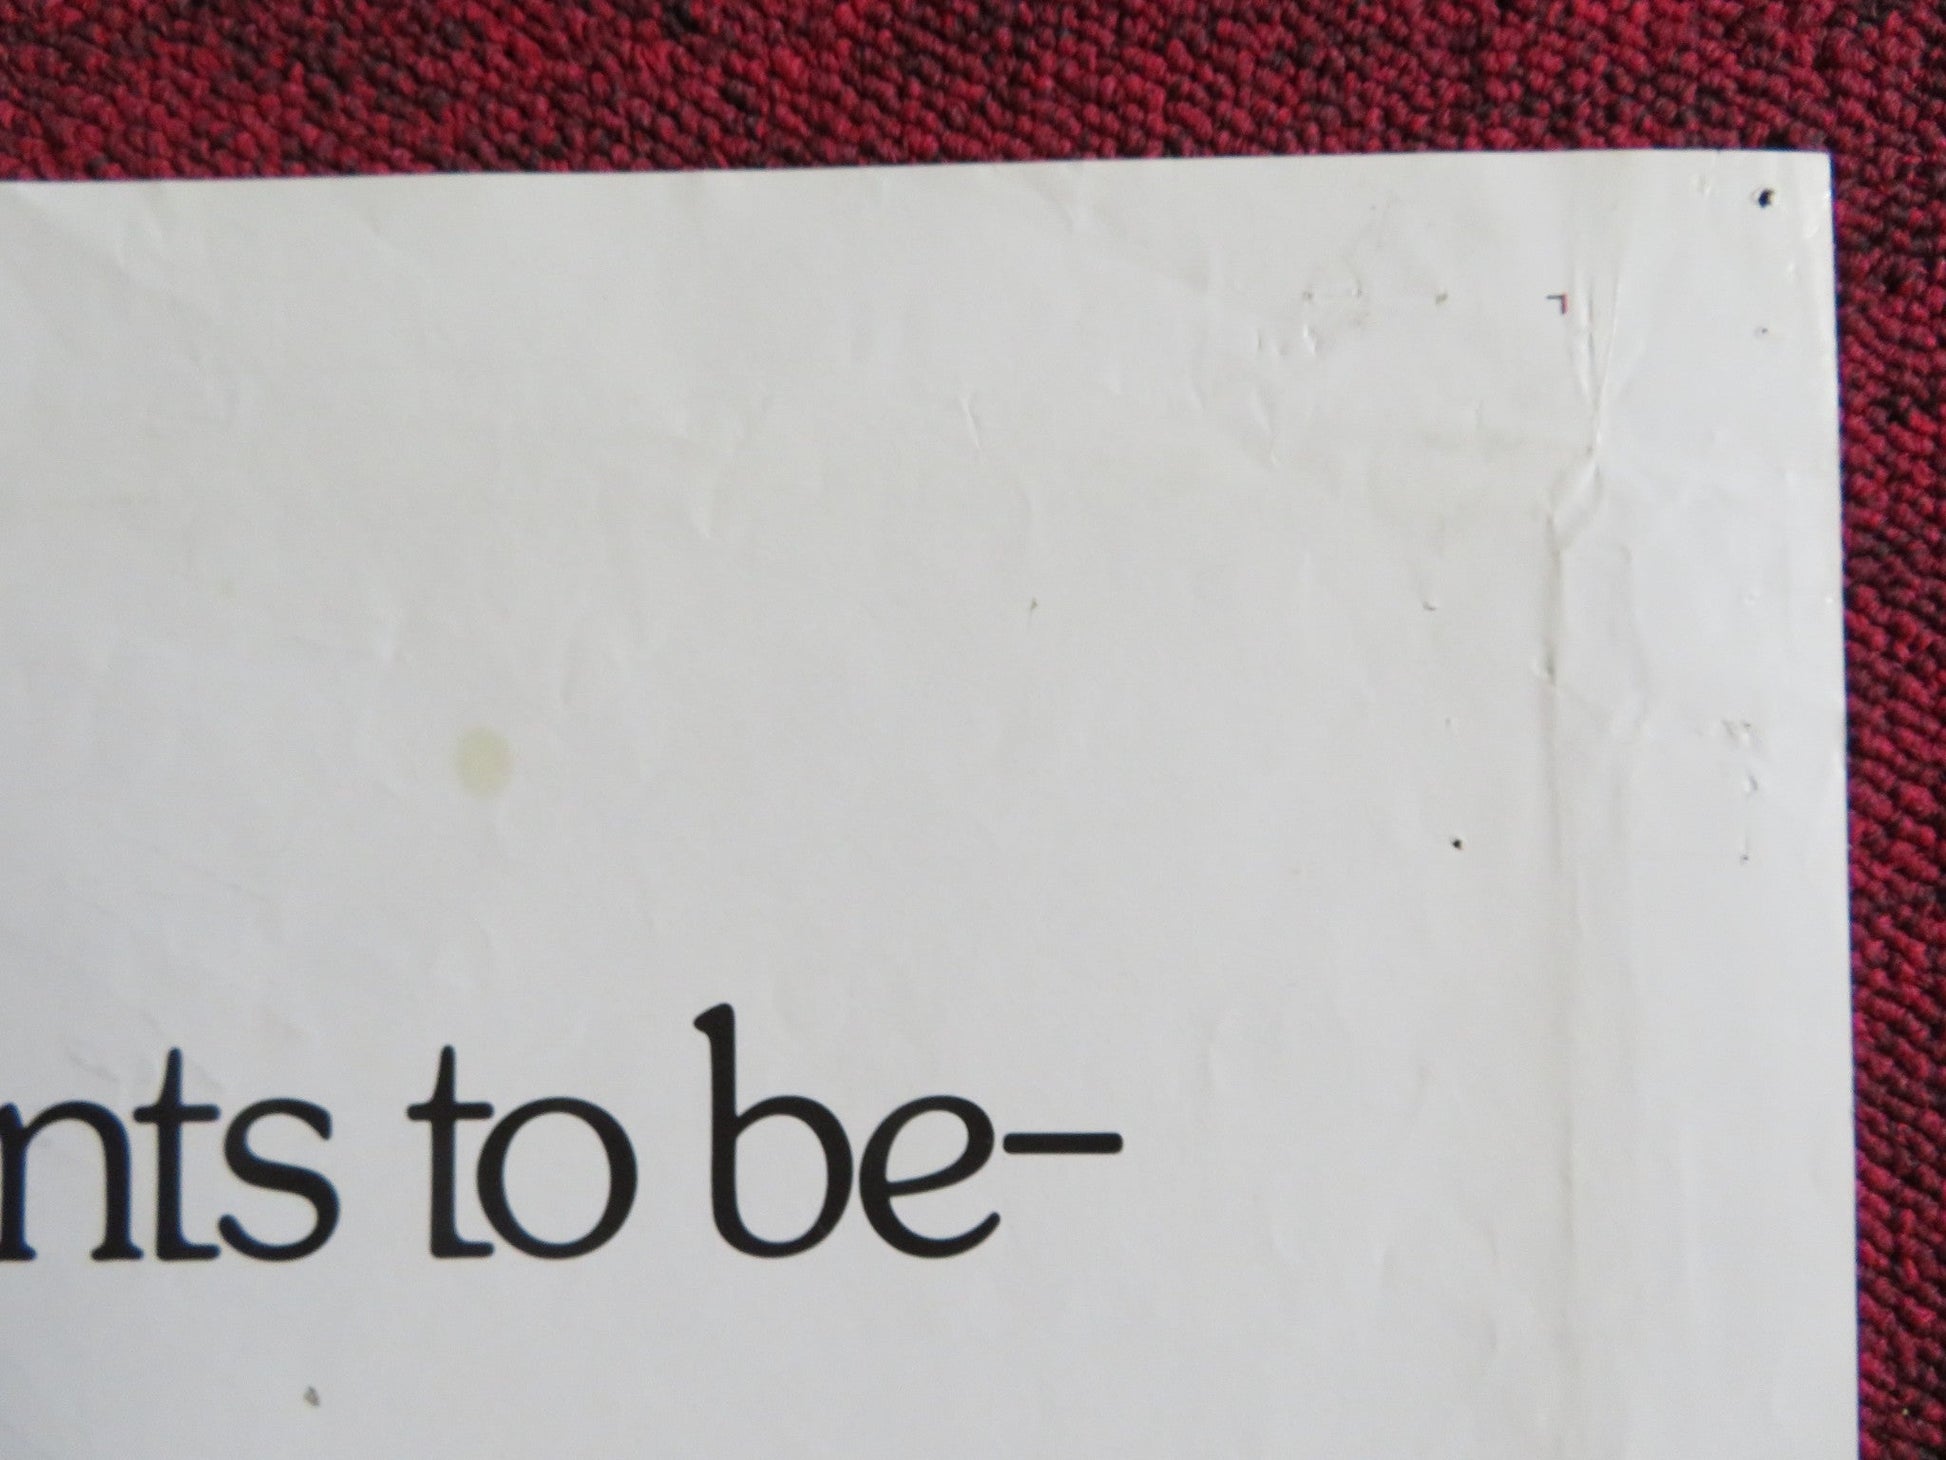 nts to be-